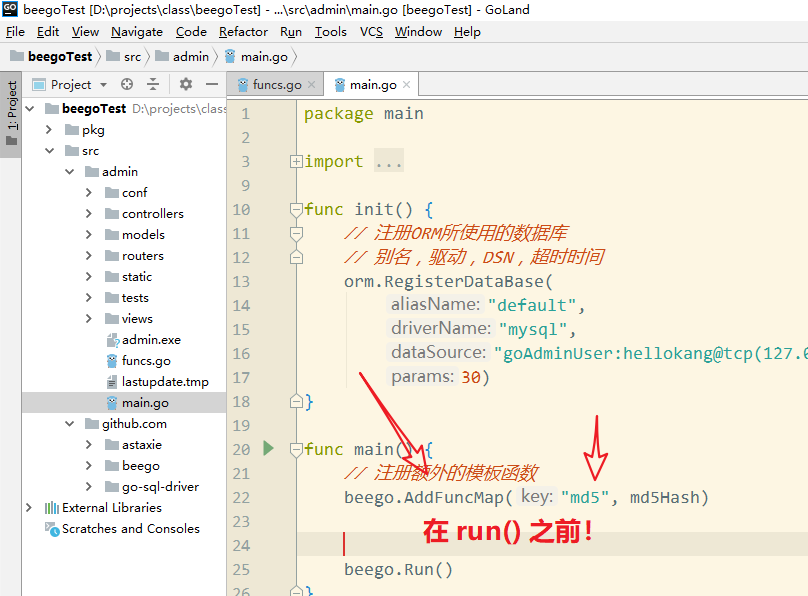 beegoTest [D:\projects\class\beegoTest] - ...\src\admin\main.go [beegoTest] - GoLand
File Edit View Navigate Code Refactor Run Tools VCS Window Help
beegoTest src admin main.go
1: Project
Project
funcs.go main.go
beegoTest D:\projects\class
pkg
src
admin
conf
controllers
models
routers
static
tests
views
admin.exe
funcs.go
lastupdate.tmp
main.go
github.com
astaxie
beego
go-sql-driver
External Libraries
Scratches and Consoles
1 package main
2
3 import ...
9
10 func init() {
11 // 注册ORM所使用的数据库
12 // 别名，驱动，DSN，超时时间
13 orm.RegisterDataBase(
14 aliasName: "default",
15 driverName: "mysql",
16 dataSource: "goAdminUser:hellokang@tcp(127.0
17 params: 30)
18 }
19
20 func main() {
21 // 注册额外的模板函数
22 beego.AddFuncMap( key: "md5", md5Hash)
23 在 run() 之前!
24
25 beego.Run()
26 }